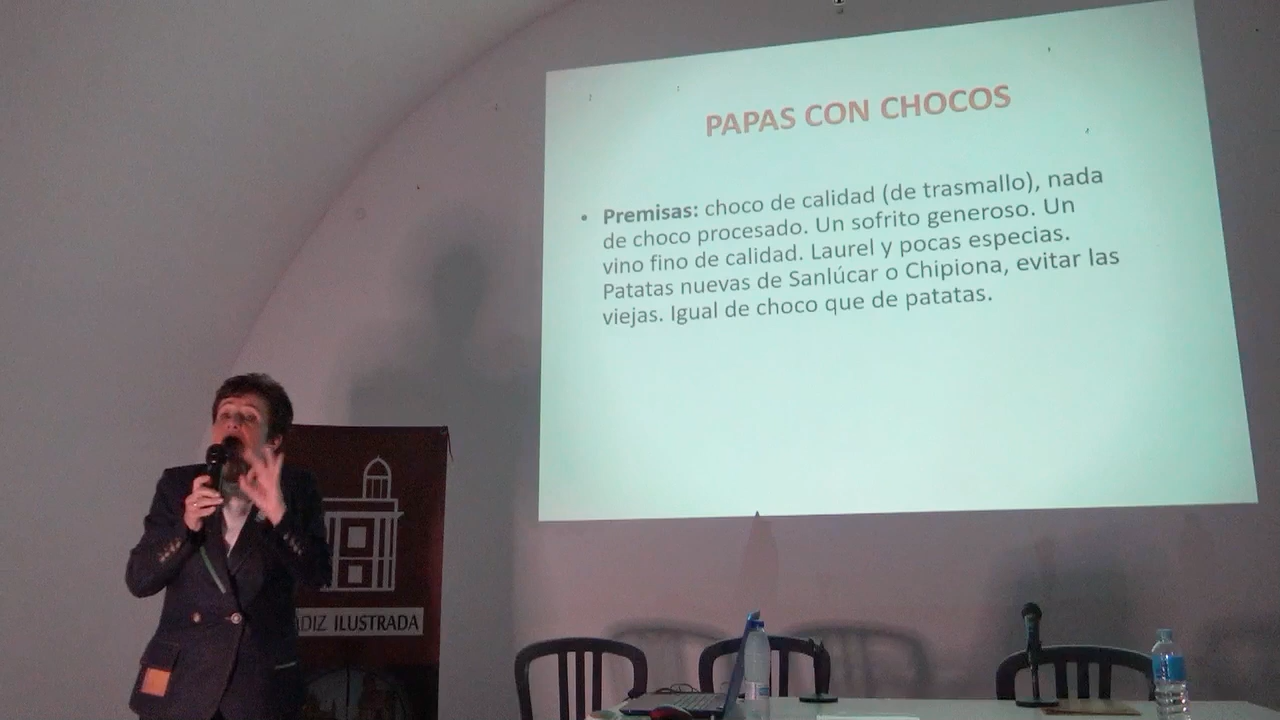 PAPAS CON CHOCOS
• Premisas: choco de calidad (de trasmallo), nada
de choco procesado. Un sofrito generoso. Un
vino fino de calidad. Laurel y pocas especias.
Patatas nuevas de Sanlúcar o Chipiona, evitar las
viejas. Igual de choco que de patatas.
ADIZ ILUSTRADA